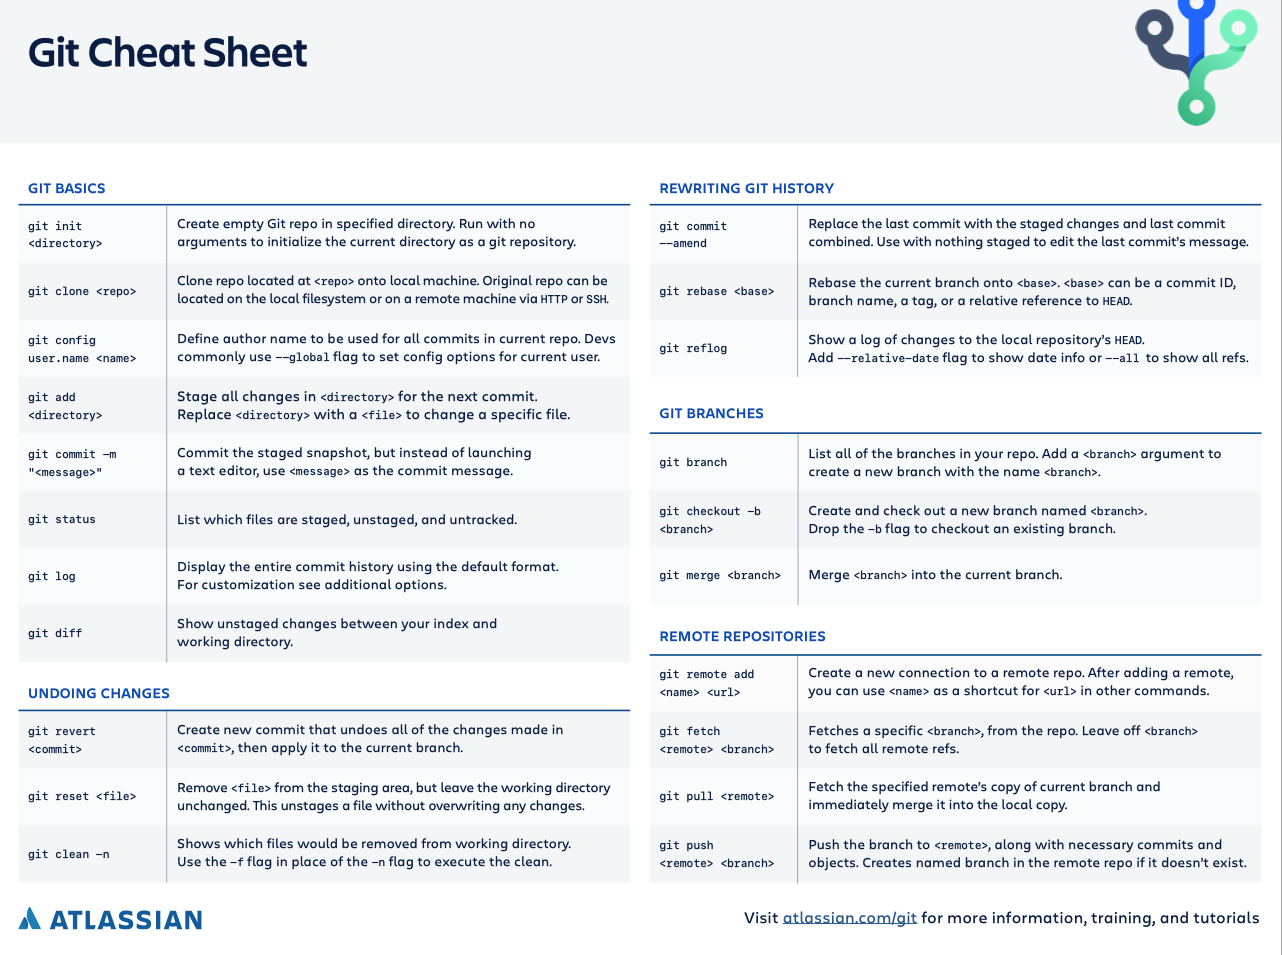 Git Cheat Sheet
GIT BASICS
git init
<directory>
Create empty Git repo in specified directory. Run with no
arguments to initialize the current directory as a git repository.
git clone <repo>
Clone repo located at <repo> onto local machine. Original repo can be
located on the local filesystem or on a remote machine via HTTP or SSH.
git config
user.name <name>
Define author name to be used for all commits in current repo. Devs
commonly use --global flag to set config options for current user.
git add
<directory>
Stage all changes in <directory> for the next commit.
Replace <directory> with a <file> to change a specific file.
git commit -m
"<message>"
Commit the staged snapshot, but instead of launching
a text editor, use <message> as the commit message.
git status
List which files are staged, unstaged, and untracked.
git log
Display the entire commit history using the default format.
For customization see additional options.
git diff
Show unstaged changes between your index and
working directory.
UNDOING CHANGES
git revert
<commit>
Create new commit that undoes all of the changes made in
<commit>, then apply it to the current branch.
git reset <file>
Remove <file> from the staging area, but leave the working directory
unchanged. This unstages a file without overwriting any changes.
git clean -n
Shows which files would be removed from working directory.
Use the -f flag in place of the -n flag to execute the clean.
REWRITING GIT HISTORY
git commit
--amend
Replace the last commit with the staged changes and last commit
combined. Use with nothing staged to edit the last commit’s message.
git rebase <base>
Rebase the current branch onto <base>. <base> can be a commit ID,
branch name, a tag, or a relative reference to HEAD.
git reflog
Show a log of changes to the local repository’s HEAD.
Add --relative-date flag to show date info or --all to show all refs.
GIT BRANCHES
git branch
List all of the branches in your repo. Add a <branch> argument to
create a new branch with the name <branch>.
git checkout -b
<branch>
Create and check out a new branch named <branch>.
Drop the -b flag to checkout an existing branch.
git merge <branch>
Merge <branch> into the current branch.
REMOTE REPOSITORIES
git remote add
<name> <url>
Create a new connection to a remote repo. After adding a remote,
you can use <name> as a shortcut for <url> in other commands.
git fetch
<remote> <branch>
Fetches a specific <branch>, from the repo. Leave off <branch>
to fetch all remote refs.
git pull <remote>
Fetch the specified remote’s copy of current branch and
immediately merge it into the local copy.
git push
<remote> <branch>
Push the branch to <remote>, along with necessary commits and
objects. Creates named branch in the remote repo if it doesn’t exist.
ATLASSIAN
Visit atlassian.com/git for more information, training, and tutorials